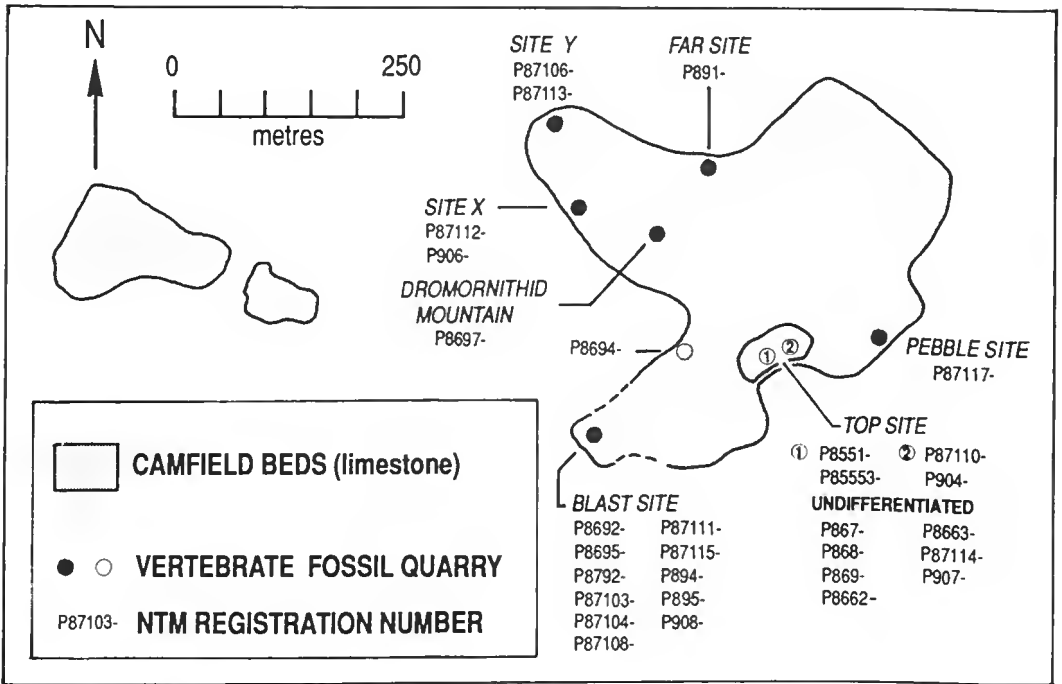 N
0 250
metres
SITE Y
P87106-
P87113-
FAR SITE
P891-
SITE X
P87112-
P906-
DROMORNITHID
MOUNTAIN
P8697-
P8694-
PEBBLE SITE
P87117-
① ②
TOP SITE
① P8551- ② P87110-
P85553- P904-
UNDIFFERENTIATED
P867- P8663-
P868- P87114-
P869- P907-
P8662-
BLAST SITE
P8692- P87111-
P8695- P87115-
P8792- P894-
P87103- P895-
P87104- P908-
P87108-
CAMFIELD BEDS (limestone)
VERTEBRATE FOSSIL QUARRY
P87103- NTM REGISTRATION NUMBER